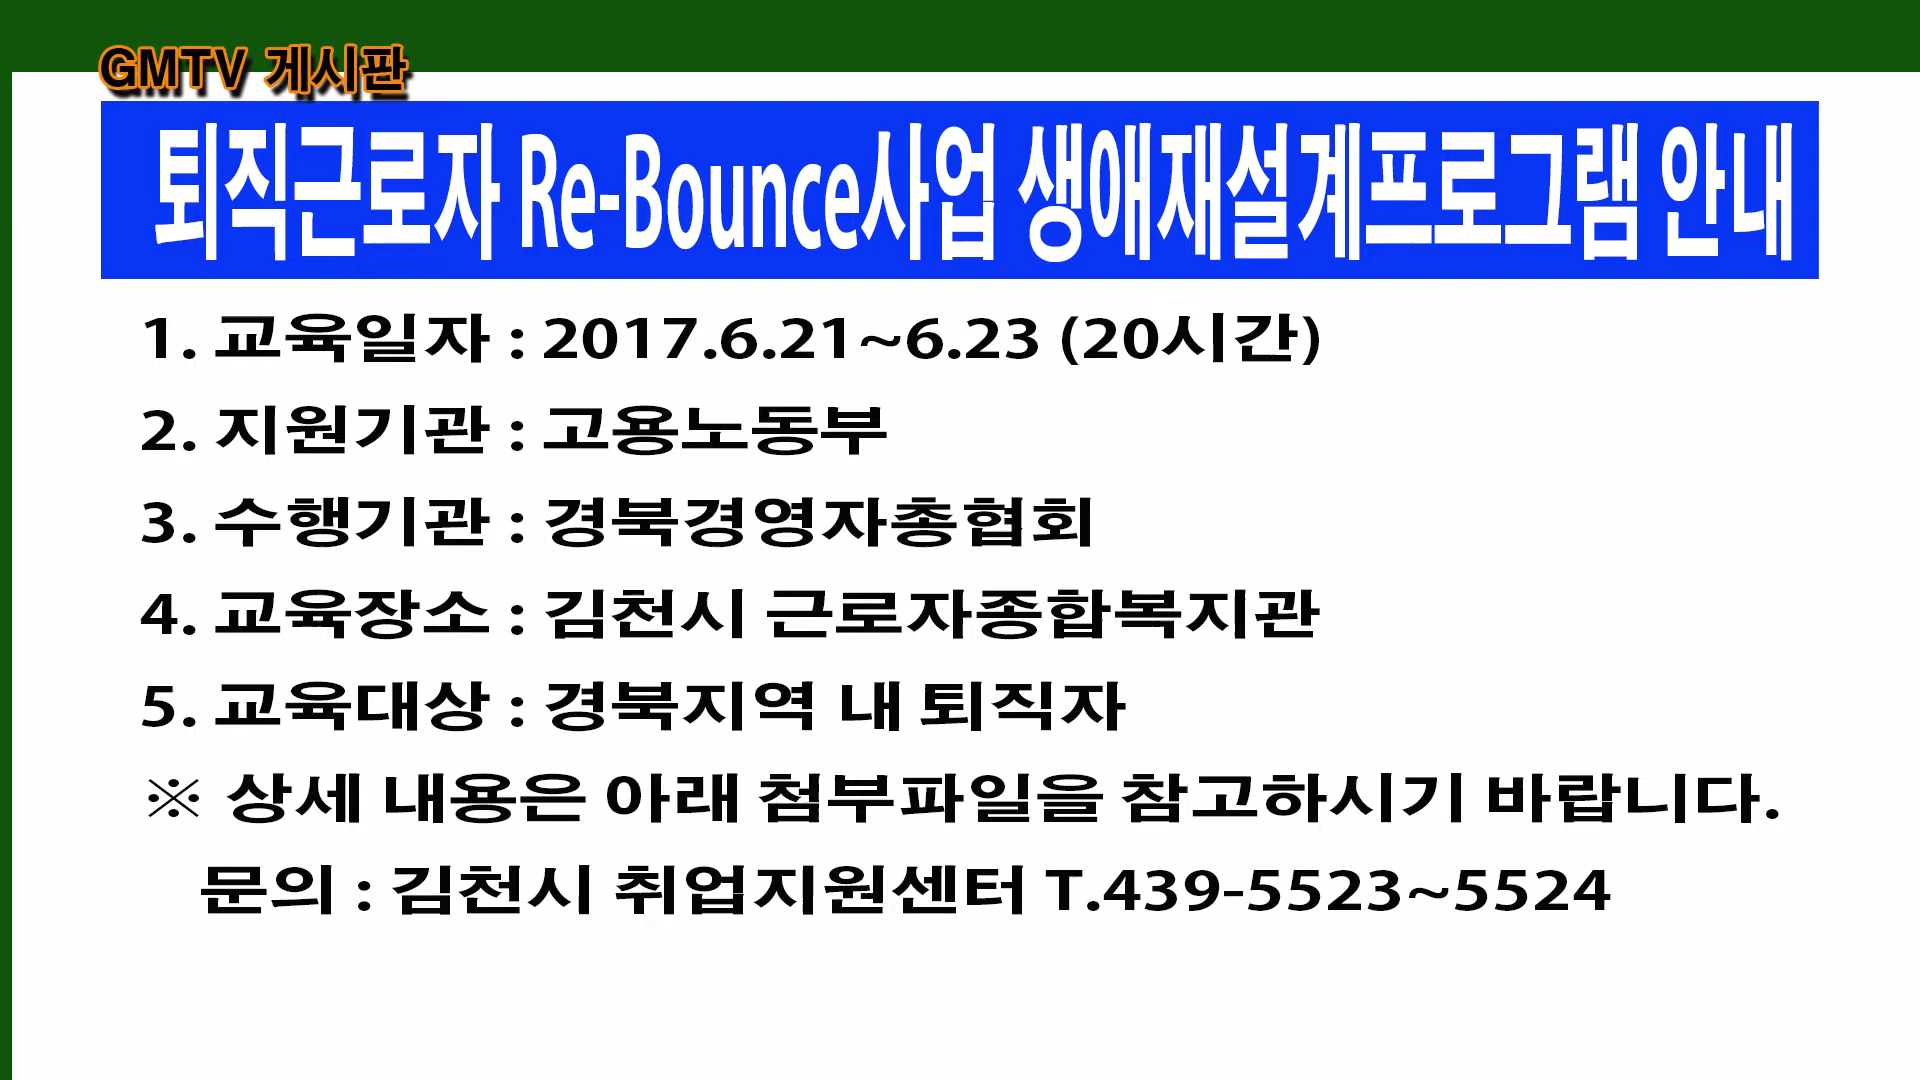 GMTV 게시판
퇴직근로자 Re-Bounce사업 생애재설계프로그램 안내
1. 교육일자 : 2017.6.21~6.23 (20시간)
2. 지원기관 : 고용노동부
3. 수행기관 : 경북경영자총협회
4. 교육장소 : 김천시 근로자종합복지관
5. 교육대상 : 경북지역 내 퇴직자
※ 상세 내용은 아래 첨부파일을 참고하시기 바랍니다.
문의 : 김천시 취업지원센터 T.439-5523~5524